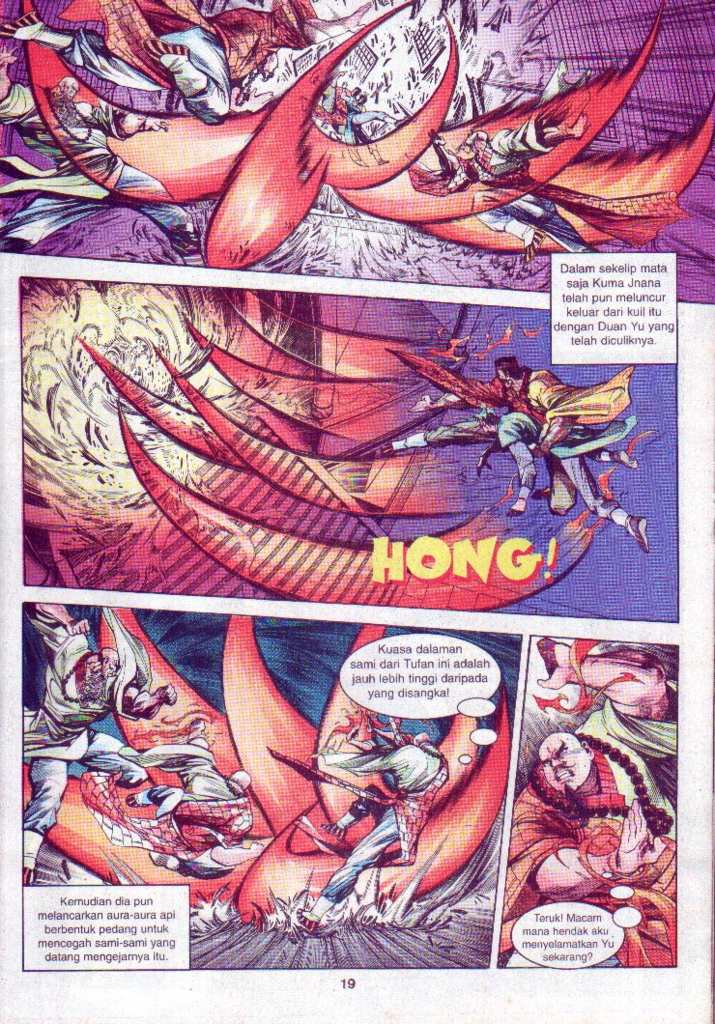 Dalam sekelip mata
saja Kuma Jnana
telah pun meluncur
keluar dari kuil itu
dengan Duan Yu yang
telah diculiknya.
HONG!
Kuasa dalaman
sami dari Tufan ini adalah
jauh lebih tinggi daripada
yang disangka!
Kemudian dia pun
melancarkan aura-aura api
berbentuk pedang untuk
mencegah sami-sami yang
datang mengejarnya itu.
Teruk! Macam
mana hendak aku
menyelamatkan Yu
sekarang?
19